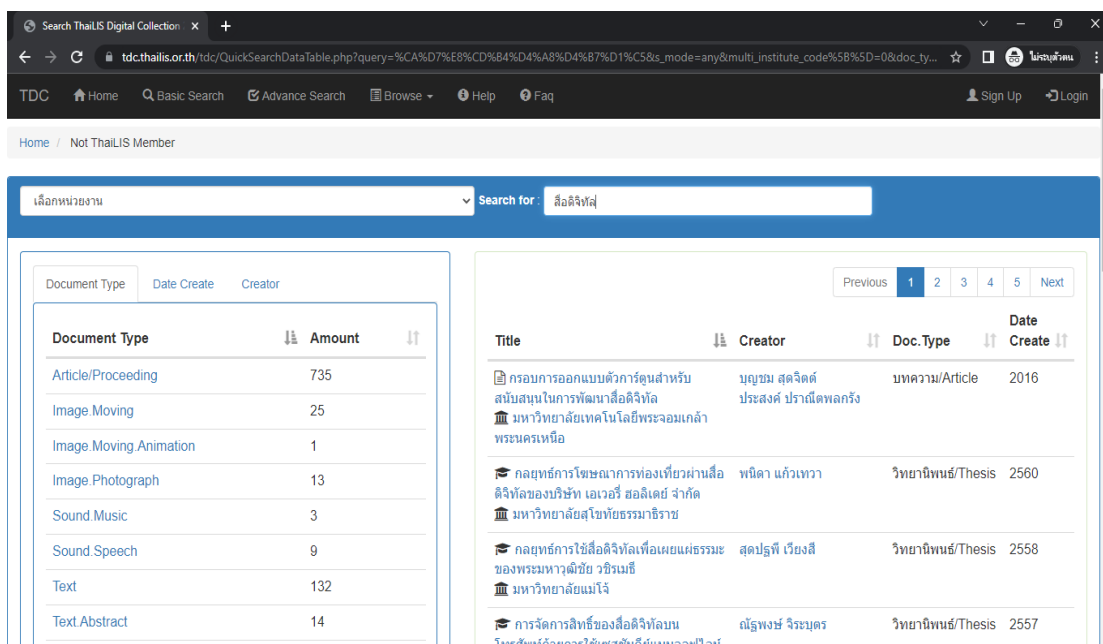 Search ThaiLIS Digital Collection
tdc.thailis.or.th/tdc/QuickSearchDataTable.php?query=%CA%D7%E8%CD%B4%D4%A8%D4%B7%D1%C5&s_mode=any&multi_institute_code%5B%5D=0&doc_ty...
ไม่ระบุตัวตน
TDC Home Basic Search Advance Search Browse Help Faq Sign Up Login
Home / Not ThaiLIS Member
เลือกหน่วยงาน Search for : สื่อดิจิทัล
Document Type Date Create Creator
Document Type Amount
Article/Proceeding 735
Image.Moving 25
Image.Moving.Animation 1
Image.Photograph 13
Sound.Music 3
Sound.Speech 9
Text 132
Text.Abstract 14
Previous 1 2 3 4 5 Next
Title Creator Doc.Type Date Create
กรอบการออกแบบตัวการ์ตูนสำหรับ บุญชม สุดจิตต์ บทความ/Article 2016
สนับสนุนในการพัฒนาสื่อดิจิทัล ประสงค์ ปราณีตพลกรัง
มหาวิทยาลัยเทคโนโลยีพระจอมเกล้า
พระนครเหนือ
กลยุทธ์การโฆษณาการท่องเที่ยวผ่านสื่อ พนิดา แก้วเทวา วิทยานิพนธ์/Thesis 2560
ดิจิทัลของบริษัท เอเวอรี่ ฮอลิเดย์ จำกัด
มหาวิทยาลัยสุโขทัยธรรมาธิราช
กลยุทธ์การใช้สื่อดิจิทัลเพื่อเผยแผ่ธรรมะ สุดปฐพี เวียงสี วิทยานิพนธ์/Thesis 2558
ของพระมหาวุฒิชัย วชิรเมธี
มหาวิทยาลัยแม่โจ้
การจัดการสิทธิ์ของสื่อดิจิทัลบน ณัฐพงษ์ จิระบุตร วิทยานิพนธ์/Thesis 2557